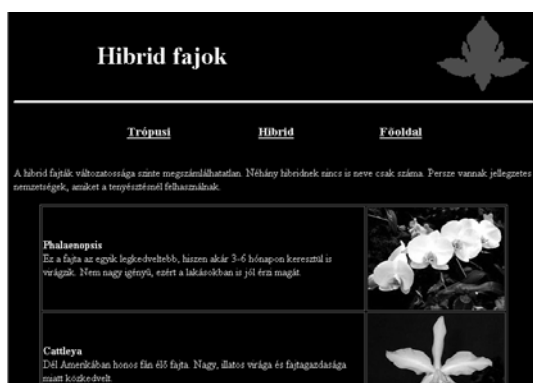 Hibrid fajok
Trópusi Hibrid Főoldal
A hibrid fajták változatossága szinte megszámlálhatatlan. Néhány hibridnek nincs is neve csak száma. Persze vannak jellegzetes
nemzetségek, amiket a tenyésztésnél felhasználnak.
Phalaenopsis
Ez a fajta az egyik legkedveltebb, hiszen akár 3-6 hónapon keresztül is
virágzik. Nem nagy igényű, ezért a lakásokban is jól érzi magát.
Cattleya
Dél Amerikában honos fán élő fajta. Nagy, illatos virága és fajtagazdasága
miatt közkedvelt.